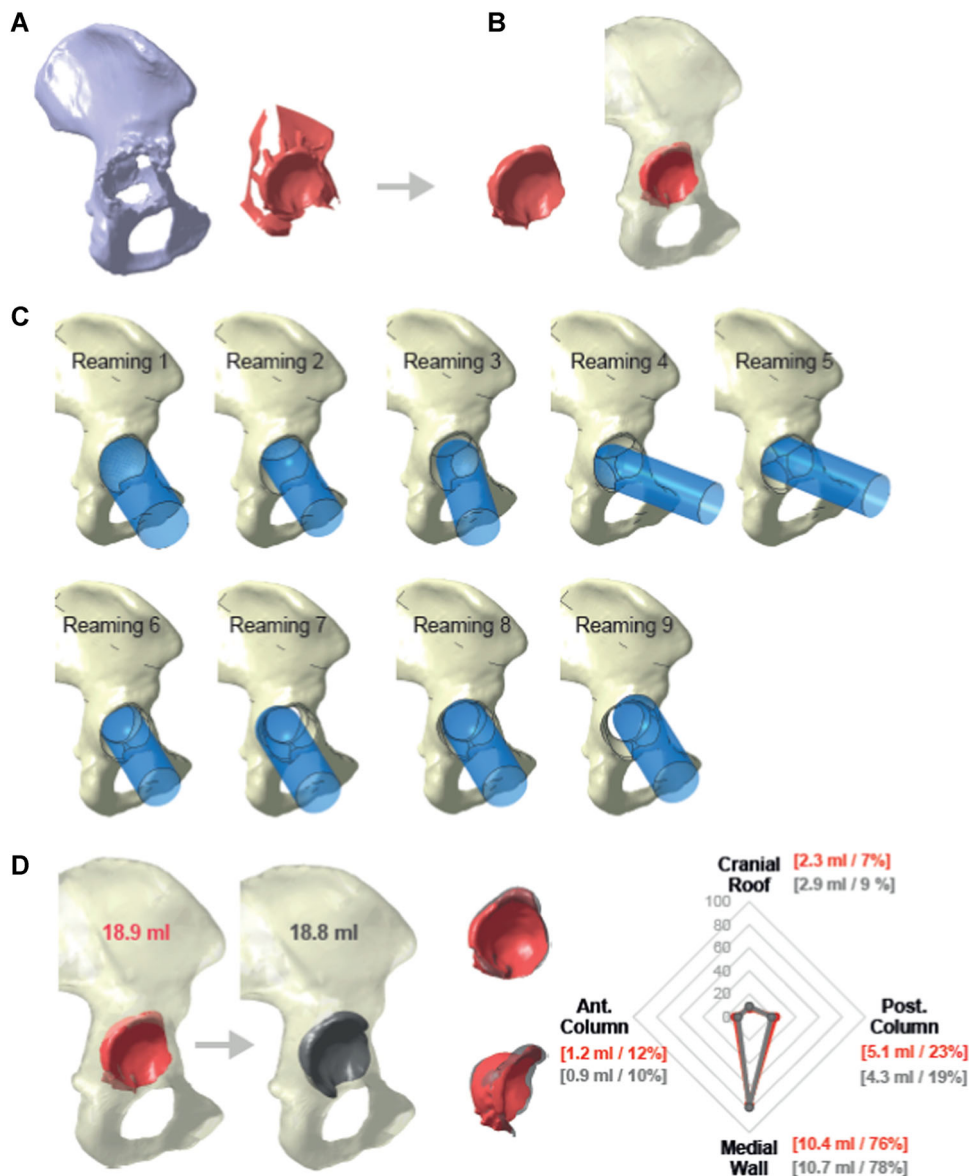 A
B
C
Reaming 1
Reaming 2
Reaming 3
Reaming 4
Reaming 5
Reaming 6
Reaming 7
Reaming 8
Reaming 9
D
18.9 ml
18.8 ml
Cranial
Roof
[2.3 ml / 7%]
[2.9 ml / 9 %]
100
80
60
40
20
0
Ant.
Column
[1.2 ml / 12%]
[0.9 ml / 10%]
Post.
Column
[5.1 ml / 23%]
[4.3 ml / 19%]
Medial
Wall
[10.4 ml / 76%]
[10.7 ml / 78%]